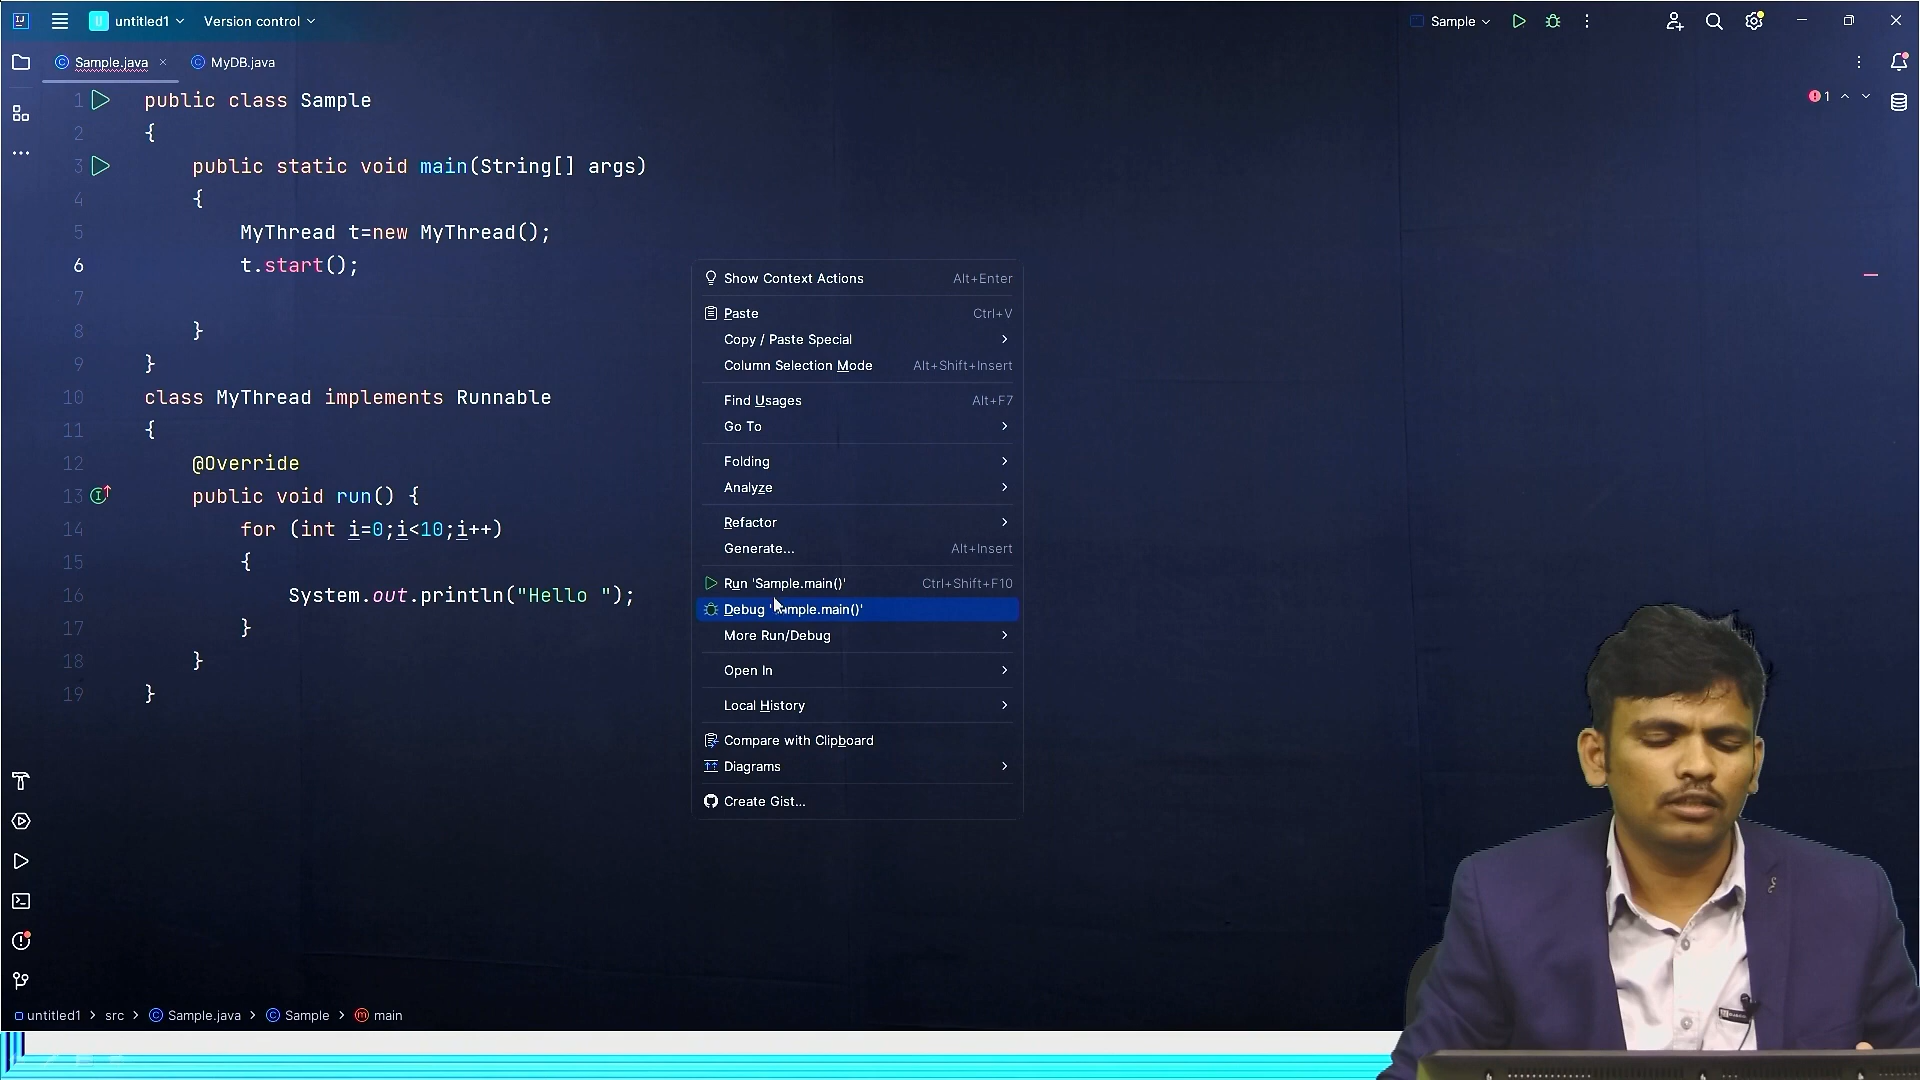 untitled1 Version control Sample
Sample.java MyDB.java
1 public class Sample
2 {
3 public static void main(String[] args)
4 {
5 MyThread t=new MyThread();
6 t.start();
7
8 }
9 }
10 class MyThread implements Runnable
11 {
12 @Override
13 public void run() {
14 for (int i=0;i<10;i++)
15 {
16 System.out.println("Hello ");
17 }
18 }
19 }
1
Show Context Actions Alt+Enter
Paste Ctrl+V
Copy / Paste Special
Column Selection Mode Alt+Shift+Insert
Find Usages Alt+F7
Go To
Folding
Analyze
Refactor
Generate... Alt+Insert
Run 'Sample.main()' Ctrl+Shift+F10
Debug 'Sample.main()'
More Run/Debug
Open In
Local History
Compare with Clipboard
Diagrams
Create Gist...
untitled1 > src > Sample.java > Sample > main